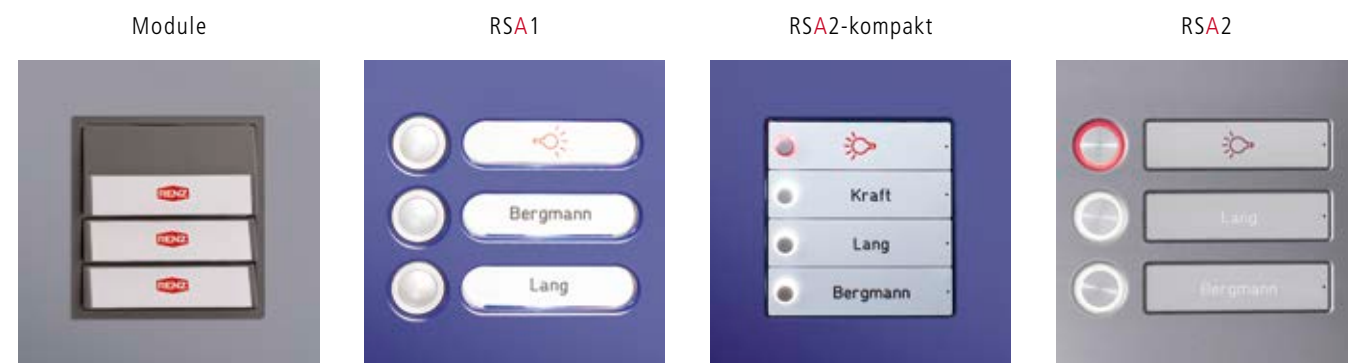 Module
RSA1
RSA2-kompakt
RSA2
RENZ
RENZ
RENZ
Bergmann
Lang
Kraft
Lang
Bergmann
Lang
Bergmann